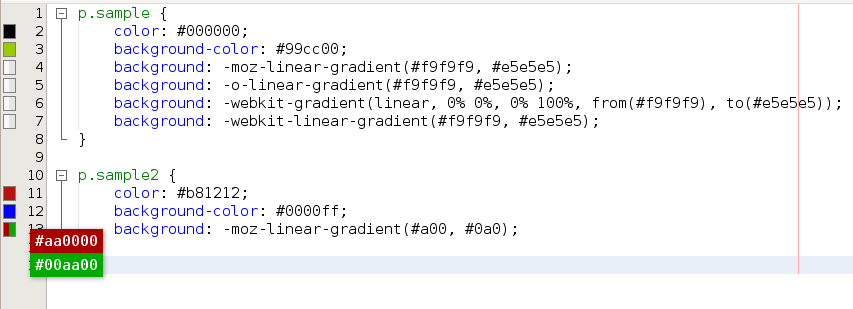 1 p.sample {
2 color: #000000;
3 background-color: #99cc00;
4 background: -moz-linear-gradient(#f9f9f9, #e5e5e5);
5 background: -o-linear-gradient(#f9f9f9, #e5e5e5);
6 background: -webkit-gradient(linear, 0% 0%, 0% 100%, from(#f9f9f9), to(#e5e5e5));
7 background: -webkit-linear-gradient(#f9f9f9, #e5e5e5);
8 }
9
10 p.sample2 {
11 color: #b81212;
12 background-color: #0000ff;
13 background: -moz-linear-gradient(#a00, #0a0);
#aa0000
#00aa00